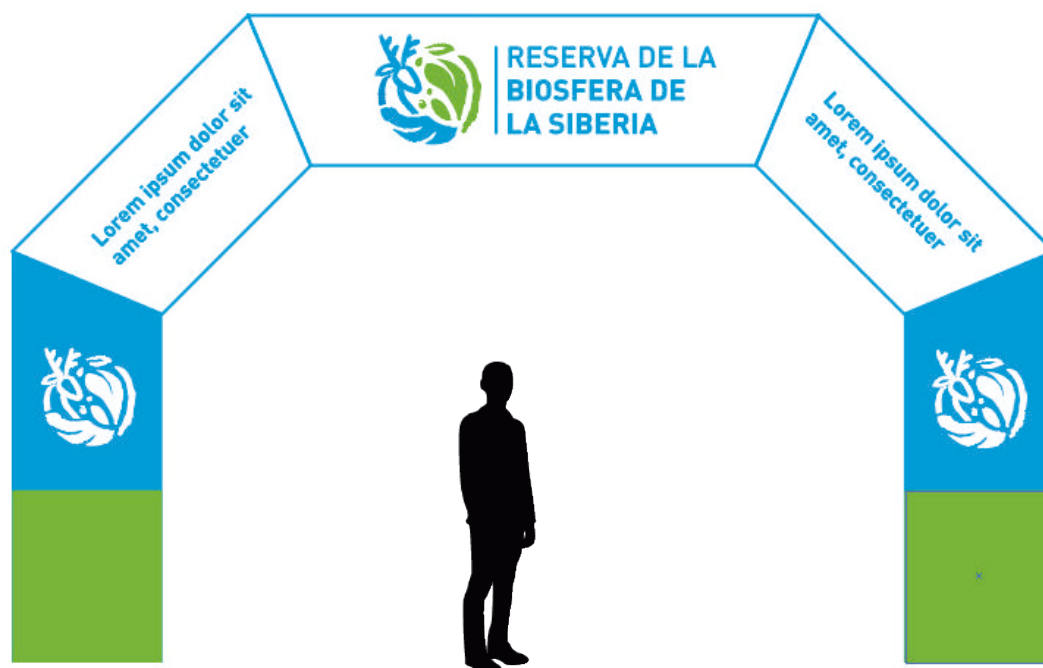 Lorem ipsum dolor sit
amet, consectetuer
RESERVA DE LA
BIOSFERA DE
LA SIBERIA
Lorem ipsum dolor sit
amet, consectetuer